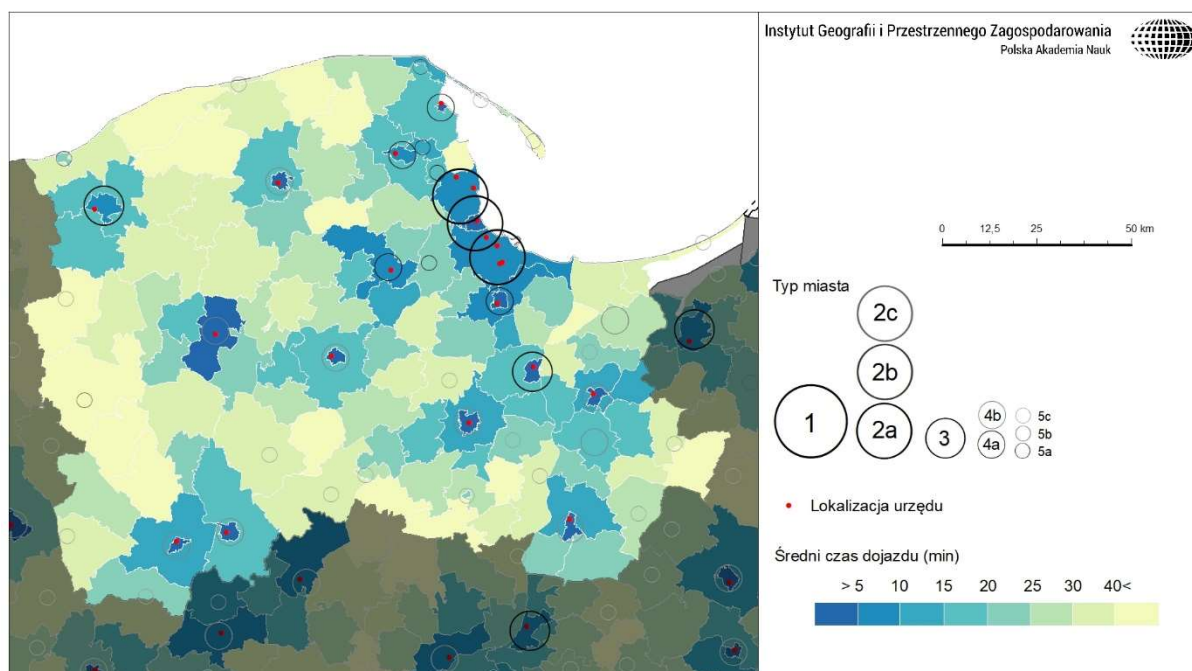 Instytut Geografii i Przestrzennego Zagospodarowania
Polska Akademia Nauk
0 12,5 25 50 km
Typ miasta
2c
2b
1 2a 3 4b 4a 5c 5b 5a
Lokalizacja urzędu
Średni czas dojazdu (min)
> 5 10 15 20 25 30 40<